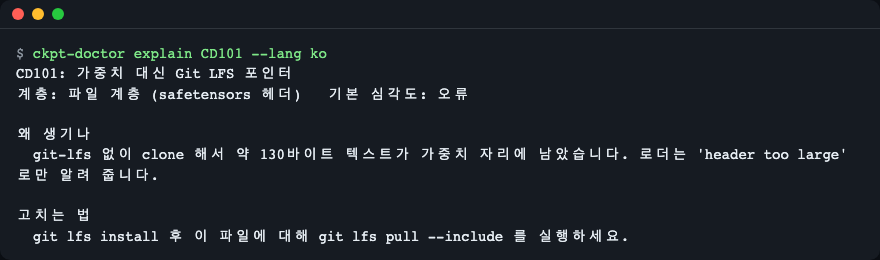 $ ckpt-doctor explain CD101 --lang ko
CD101: 가중치 대신 Git LFS 포인터
계층: 파일 계층 (safetensors 헤더)   기본 심각도: 오류
왜 생기나
git-lfs 없이 clone 해서 약 130바이트 텍스트가 가중치 자리에 남았습니다. 로더는 'header too large'
로만 알려 줍니다.
고치는 법
git lfs install 후 이 파일에 대해 git lfs pull --include 를 실행하세요.